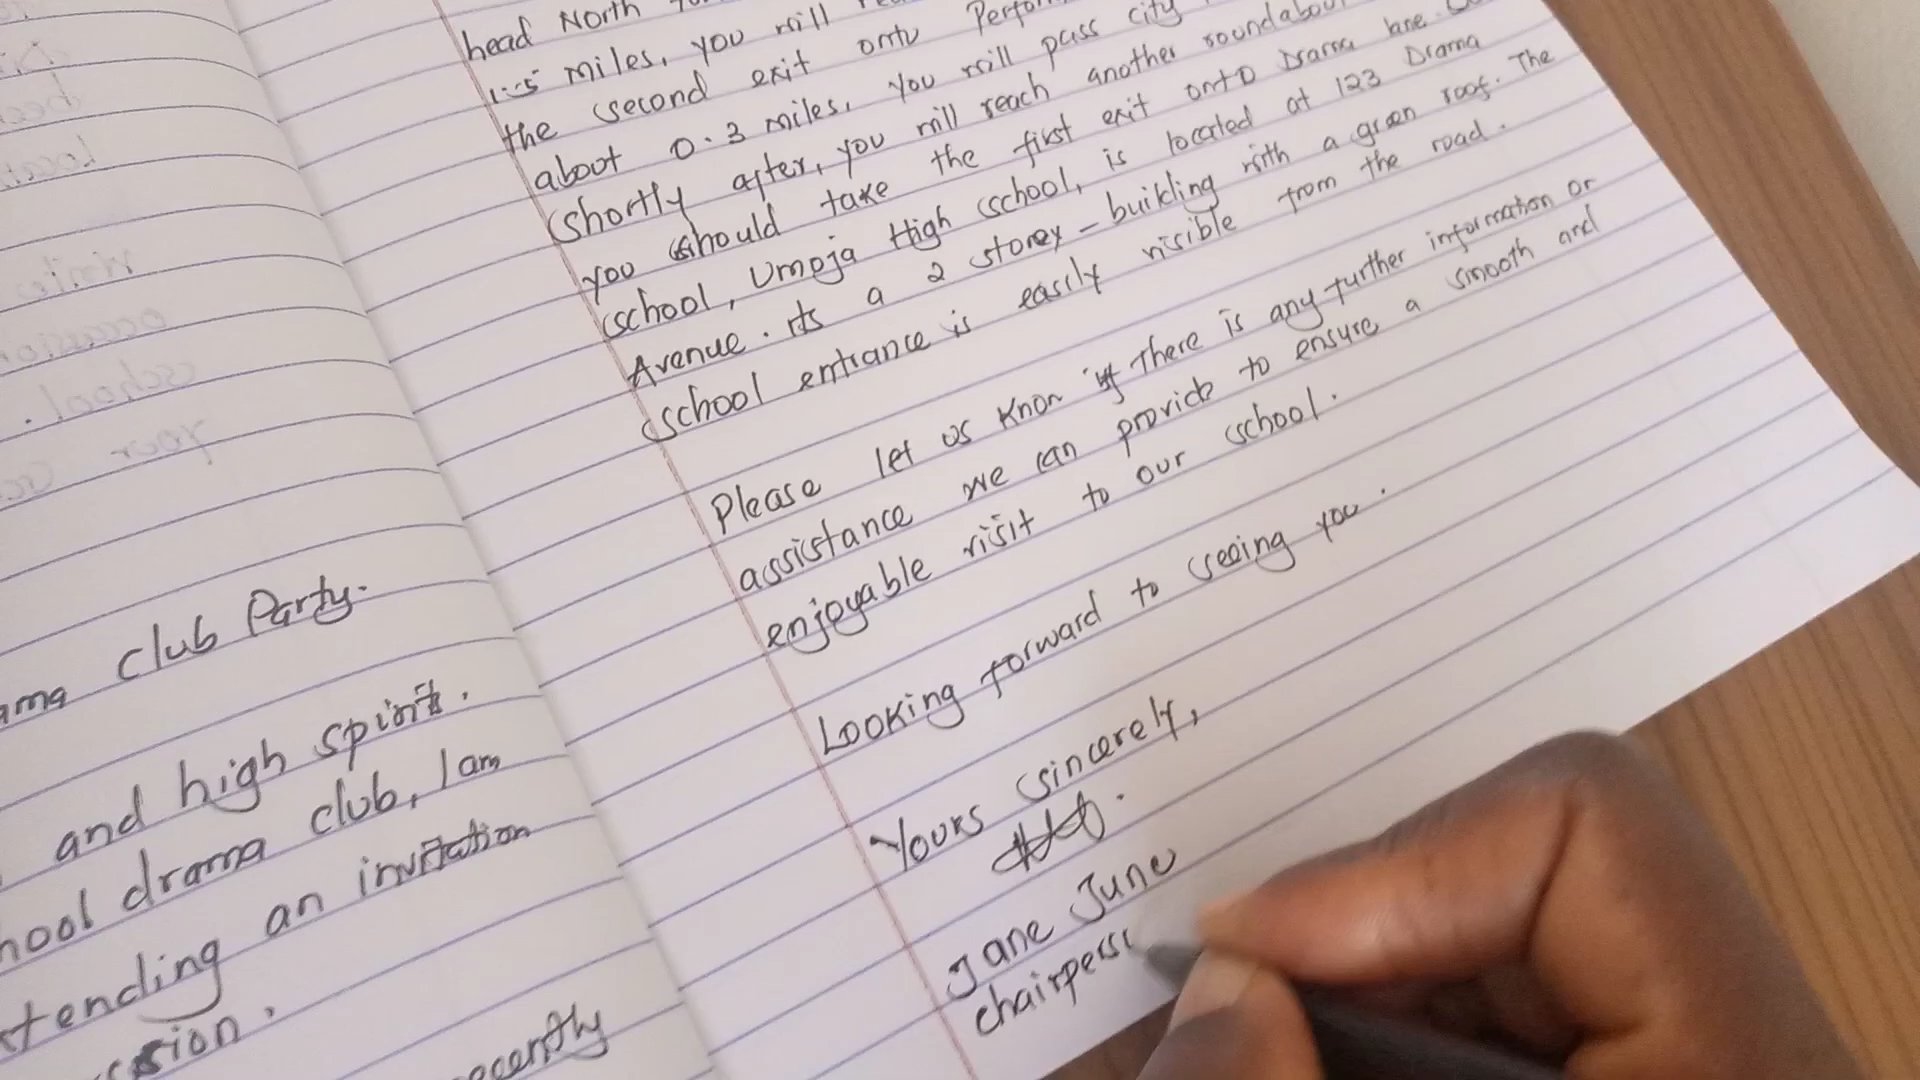 club Party.
and high spirits.
drama club, I am
an invitation
head North
1.5 miles, you will
the second exit onto
about 0.3 miles, you will pass city
shortly after, you will reach another roundabout
you should take the first exit onto Drama lane.
school, Umoja High school, is located at 123 Drama
Avenue. its a 2 storey-building with a green roof. The
school entrance is easily visible from the road.
Please let us know if There is any further information or
assistance we can provide to ensure a smooth and
enjoyable visit to our school.
Looking forward to seeing you.
Yours sincerely,
Jane June
chairpers